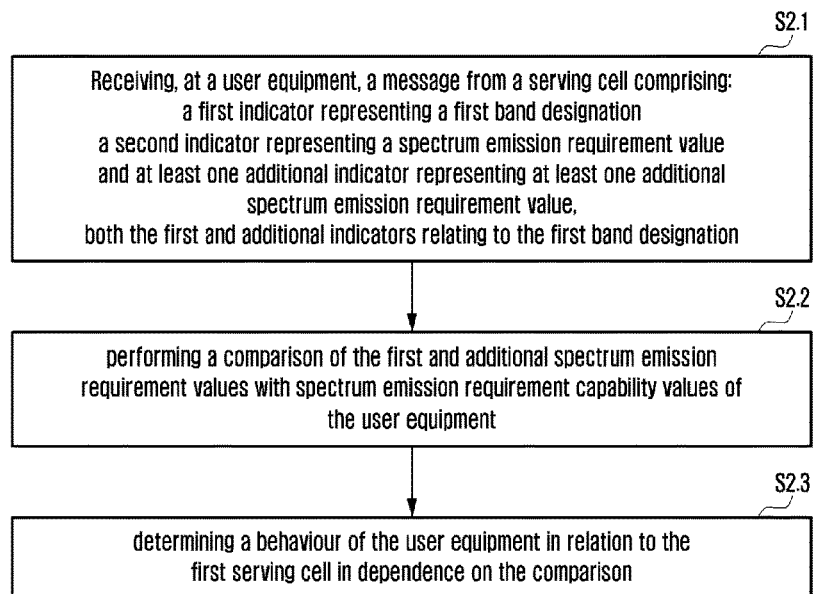 S2.1
Receiving, at a user equipment, a message from a serving cell comprising:
a first indicator representing a first band designation
a second indicator representing a spectrum emission requirement value
and at least one additional indicator representing at least one additional
spectrum emission requirement value,
both the first and additional indicators relating to the first band designation
S2.2
performing a comparison of the first and additional spectrum emission
requirement values with spectrum emission requirement capability values of
the user equipment
S2.3
determining a behaviour of the user equipment in relation to the
first serving cell in dependence on the comparison